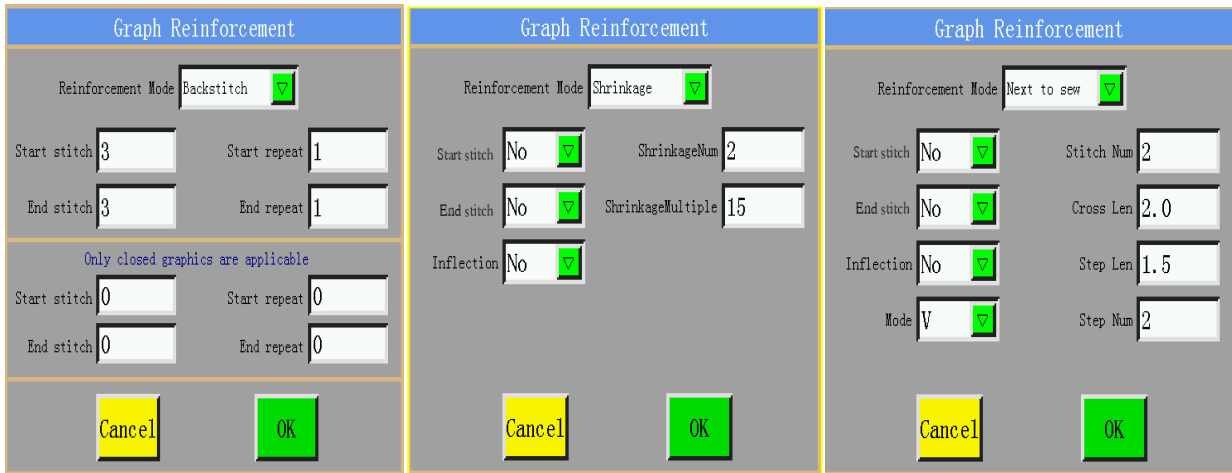 Graph Reinforcement
Reinforcement Mode Backstitch
Start stitch 3 Start repeat 1
End stitch 3 End repeat 1
Only closed graphics are applicable
Start stitch 0 Start repeat 0
End stitch 0 End repeat 0
Cancel OK
Graph Reinforcement
Reinforcement Mode Shrinkage
Start stitch No ShrinkageNum 2
End stitch No ShrinkageMultiple 15
Inflection No
Cancel OK
Graph Reinforcement
Reinforcement Mode Next to sew
Start stitch No Stitch Num 2
End stitch No Cross Len 2.0
Inflection No Step Len 1.5
Mode V Step Num 2
Cancel OK